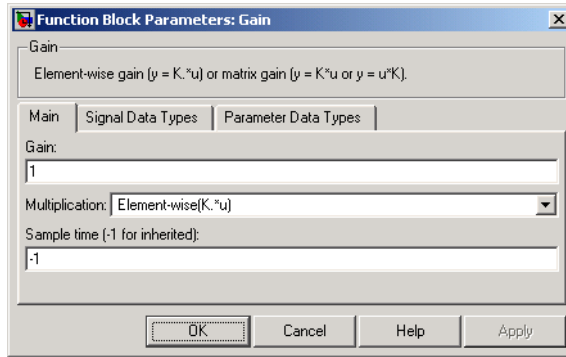 Function Block Parameters: Gain
Gain
Element-wise gain (y = K.*u) or matrix gain (y = K*u or y = u*K).
Main Signal Data Types Parameter Data Types
Gain:
1
Multiplication: Element-wise(K.*u)
Sample time (-1 for inherited):
-1
OK Cancel Help Apply